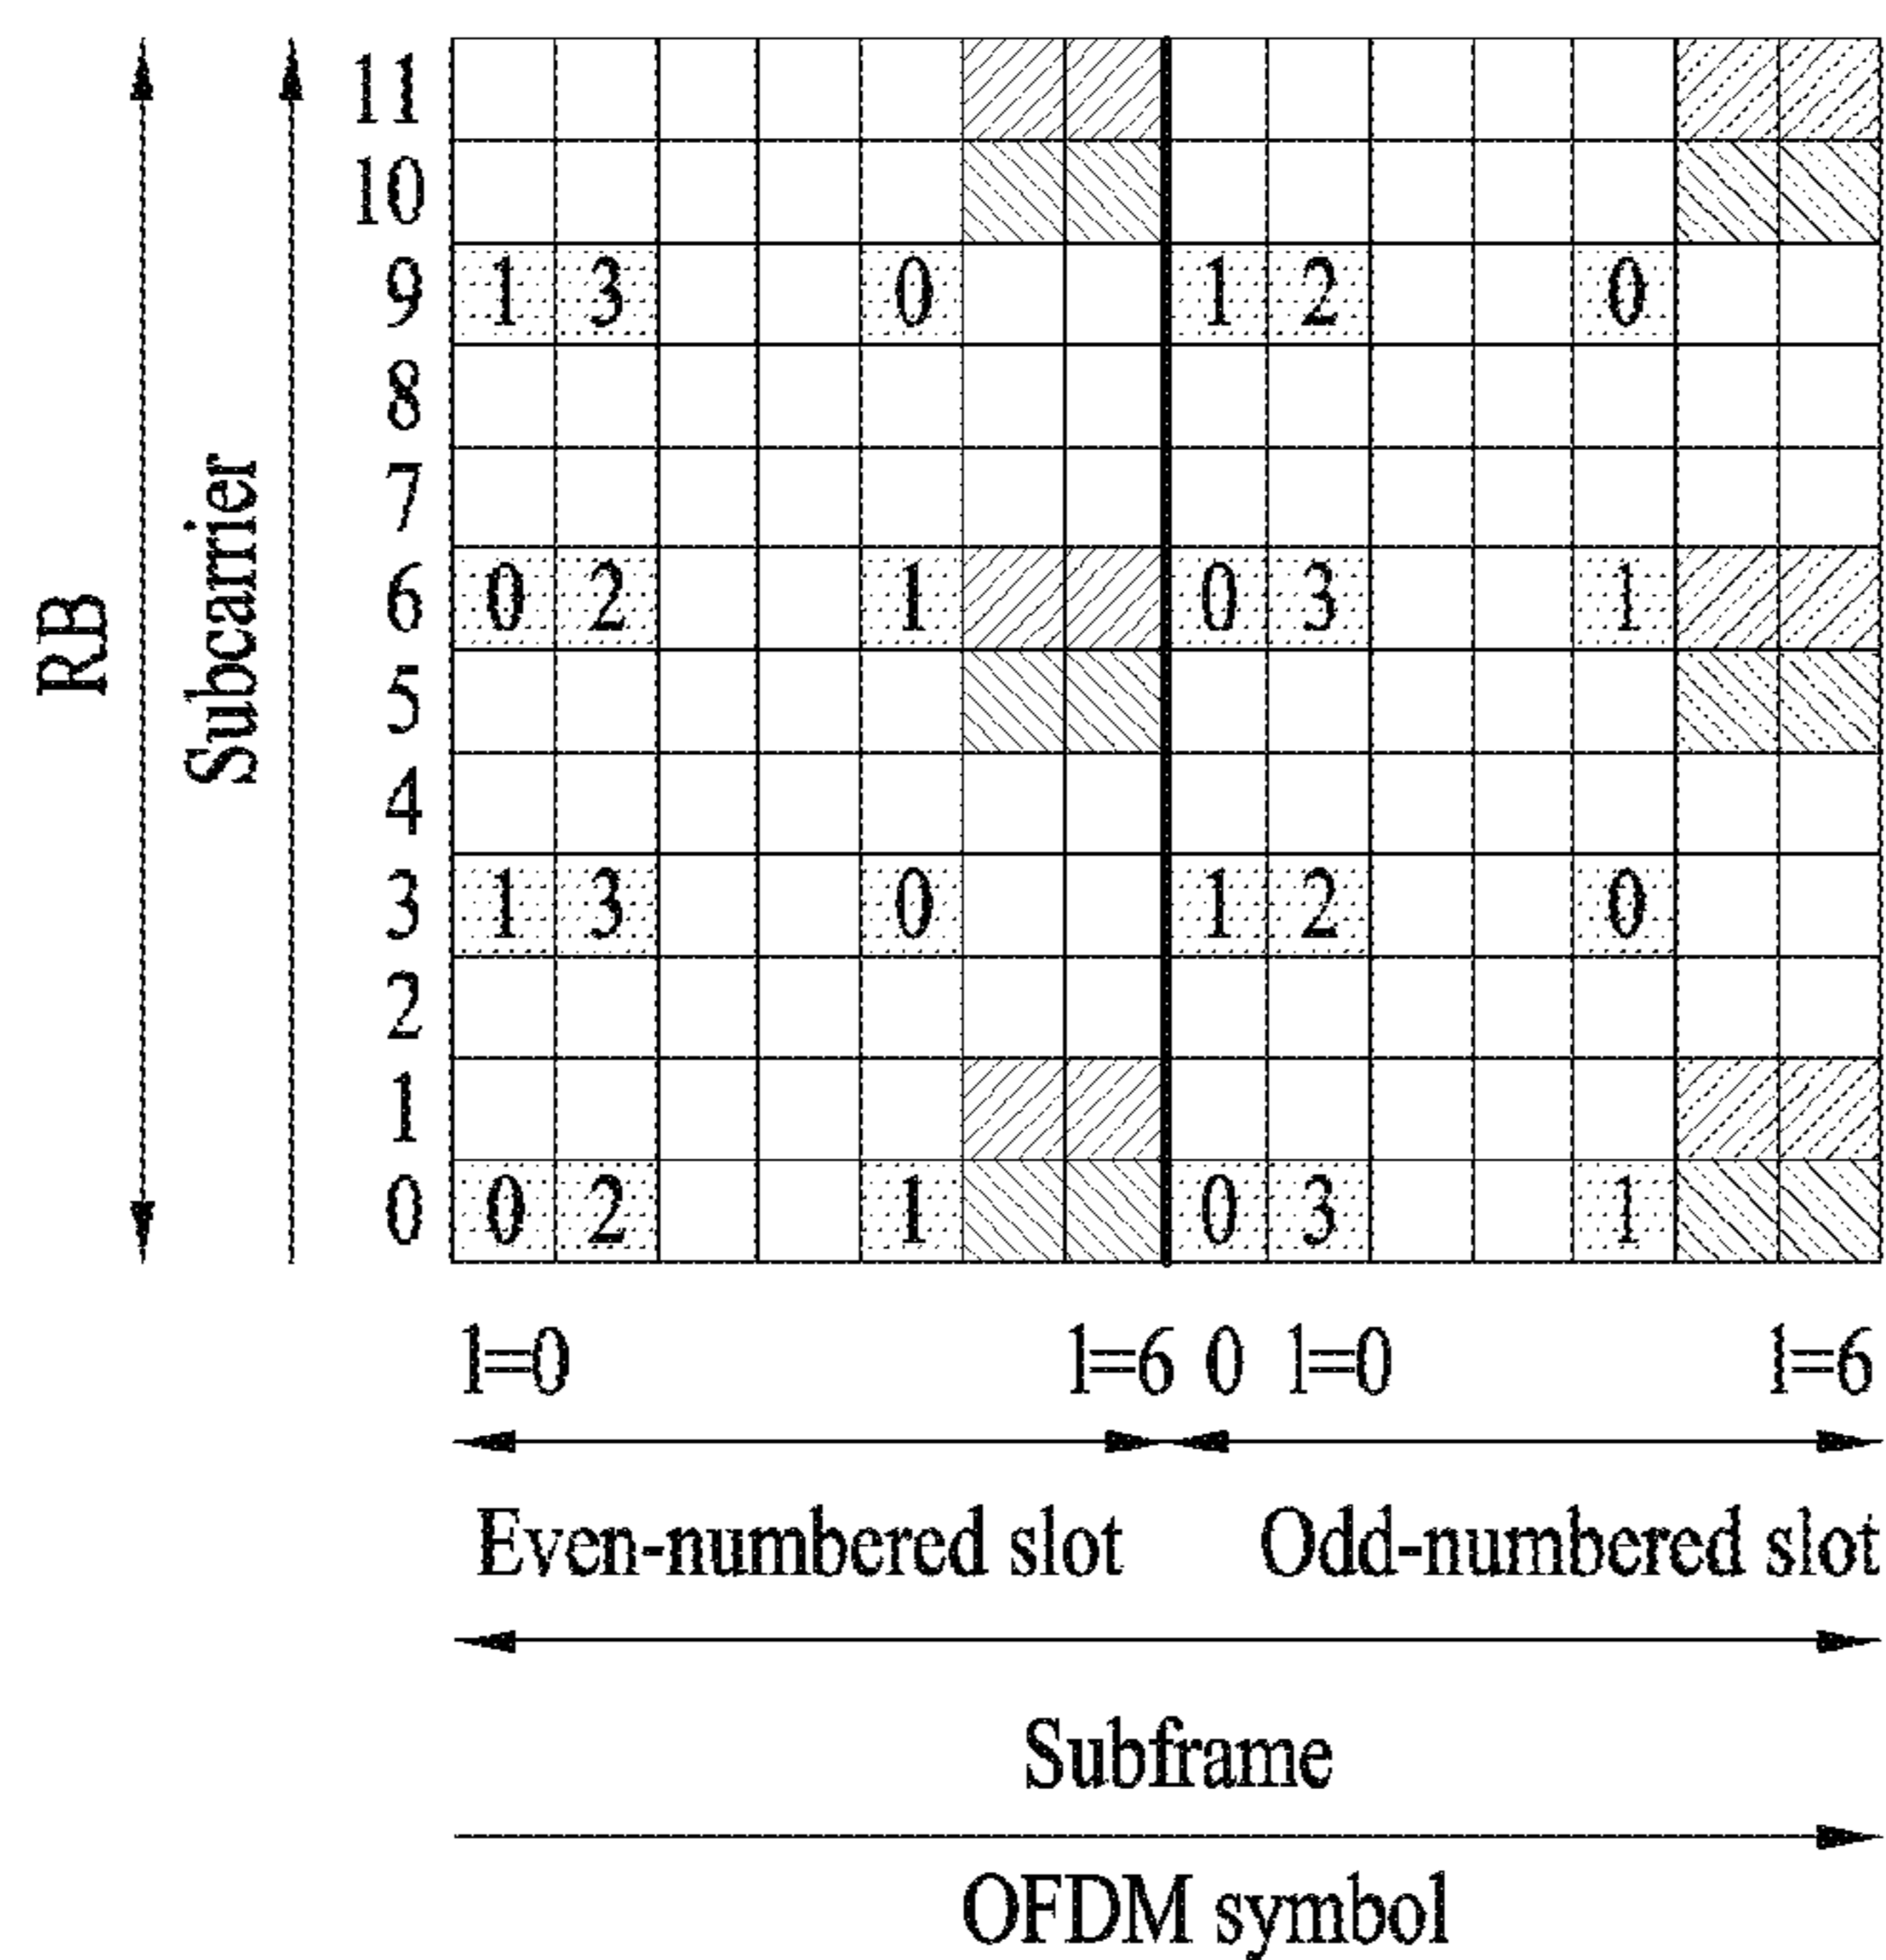 11
10
9 1 3 0 1 2 0
8
7
6 0 2 1 0 3 1
5
4
3 1 3 0 1 2 0
2
1
0 0 2 1 0 3 1
RB
Subcarrier
l=0 l=6 0 l=0 l=6
Even-numbered slot Odd-numbered slot
Subframe
OFDM symbol